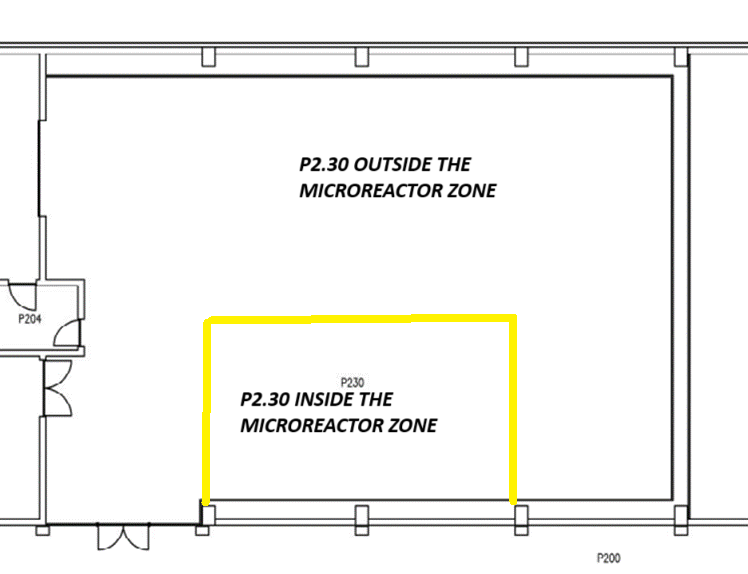 P2.30 OUTSIDE THE
MICROREACTOR ZONE
P204
P230
P2.30 INSIDE THE
MICROREACTOR ZONE
P200